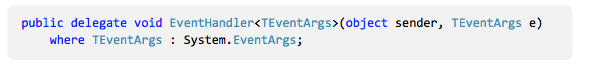 public delegate void EventHandler<TEventArgs>(object sender, TEventArgs e)
    where TEventArgs : System.EventArgs;